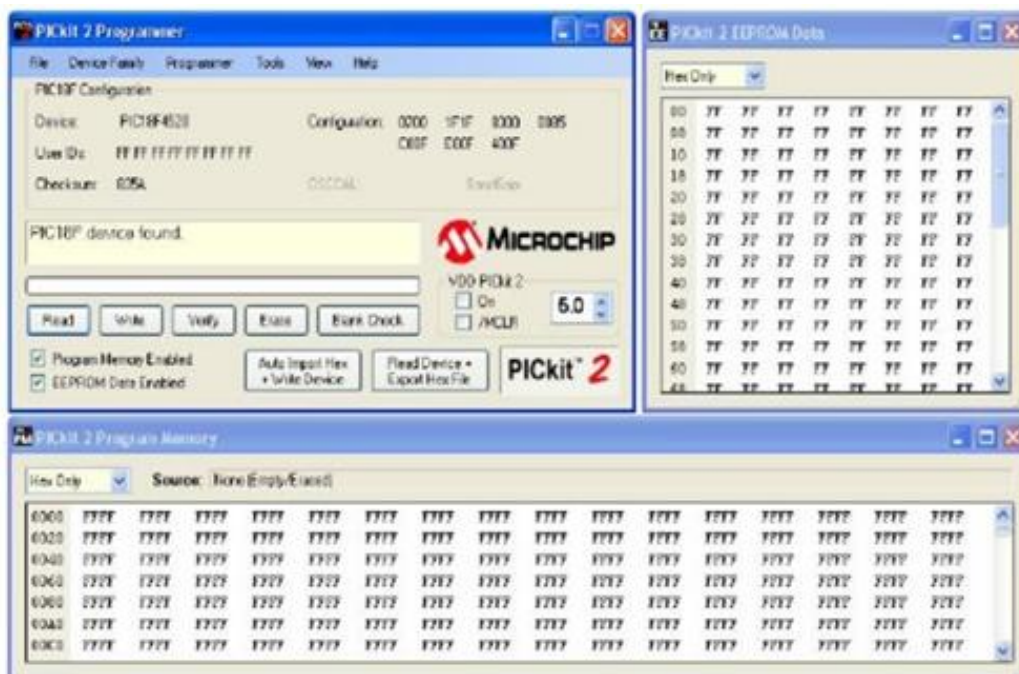 PICkit 2 Programmer
File Device Family Programmer Tools View Help
PIC18F Configuration
Device: PIC18F4520 Configuration: 0200 1F1F 8300 0085
User IDs: FF FF FF FF FF FF FF FF C00F E00F 400F
Checksum: 825A OSCCAL: BandGap:
PIC18F device found.
MICROCHIP
VDD PICkit 2
On
/MCLR
5.0
Read Write Verify Erase Blank Check
Program Memory Enabled
EEPROM Data Enabled
Auto Import Hex
+ Write Device
Read Device +
Export Hex File
PICkit™ 2
PICkit 2 EEPROM Data
Hex Only
00 FF FF FF FF FF FF FF FF
08 FF FF FF FF FF FF FF FF
10 FF FF FF FF FF FF FF FF
18 FF FF FF FF FF FF FF FF
20 FF FF FF FF FF FF FF FF
28 FF FF FF FF FF FF FF FF
30 FF FF FF FF FF FF FF FF
38 FF FF FF FF FF FF FF FF
40 FF FF FF FF FF FF FF FF
48 FF FF FF FF FF FF FF FF
50 FF FF FF FF FF FF FF FF
58 FF FF FF FF FF FF FF FF
60 FF FF FF FF FF FF FF FF
68 FF FF FF FF FF FF FF FF
PICkit 2 Program Memory
Hex Only Source: None (Empty/Erased)
0000 FFFF FFFF FFFF FFFF FFFF FFFF FFFF FFFF FFFF FFFF FFFF FFFF FFFF FFFF FFFF FFFF
0020 FFFF FFFF FFFF FFFF FFFF FFFF FFFF FFFF FFFF FFFF FFFF FFFF FFFF FFFF FFFF FFFF
0040 FFFF FFFF FFFF FFFF FFFF FFFF FFFF FFFF FFFF FFFF FFFF FFFF FFFF FFFF FFFF FFFF
0060 FFFF FFFF FFFF FFFF FFFF FFFF FFFF FFFF FFFF FFFF FFFF FFFF FFFF FFFF FFFF FFFF
0080 FFFF FFFF FFFF FFFF FFFF FFFF FFFF FFFF FFFF FFFF FFFF FFFF FFFF FFFF FFFF FFFF
00A0 FFFF FFFF FFFF FFFF FFFF FFFF FFFF FFFF FFFF FFFF FFFF FFFF FFFF FFFF FFFF FFFF
00C0 FFFF FFFF FFFF FFFF FFFF FFFF FFFF FFFF FFFF FFFF FFFF FFFF FFFF FFFF FFFF FFFF